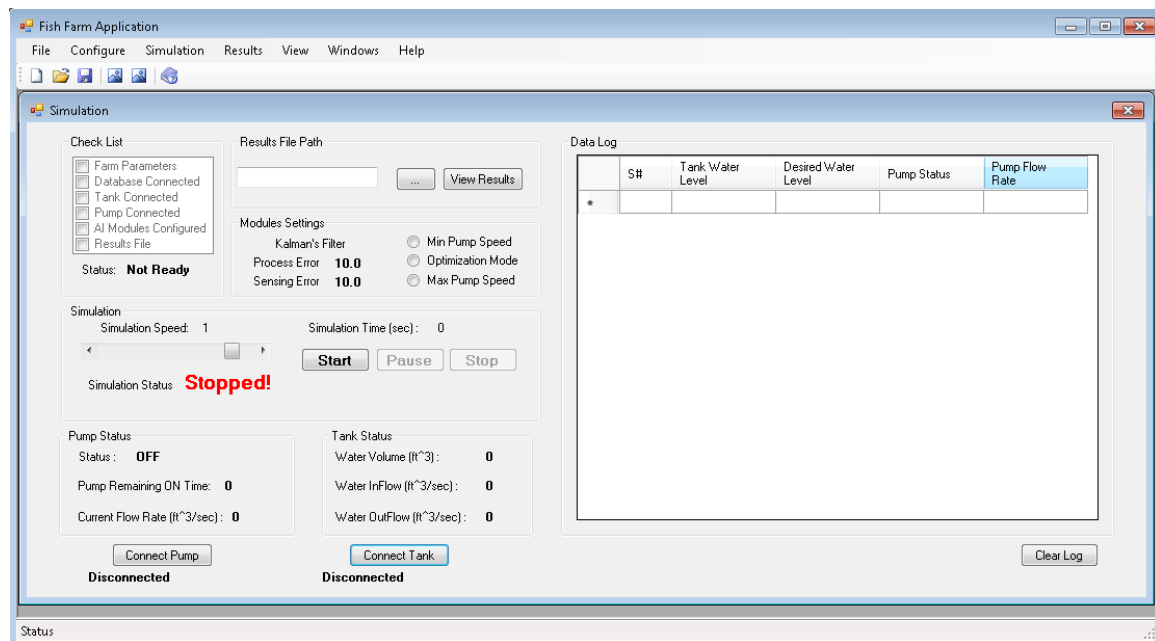 Fish Farm Application
File Configure Simulation Results View Windows Help
Simulation
Check List
Farm Parameters
Database Connected
Tank Connected
Pump Connected
AI Modules Configured
Results File
Status: Not Ready
Results File Path
... View Results
Modules Settings
Kalman's Filter
Process Error 10.0
Sensing Error 10.0
Min Pump Speed
Optimization Mode
Max Pump Speed
Simulation
Simulation Speed: 1 Simulation Time (sec) : 0
Start Pause Stop
Simulation Status Stopped!
Pump Status
Status : OFF
Pump Remaining ON Time: 0
Current Flow Rate (ft^3/sec) : 0
Connect Pump
Disconnected
Tank Status
Water Volume (ft^3) : 0
Water InFlow (ft^3/sec) : 0
Water OutFlow (ft^3/sec) : 0
Connect Tank
Disconnected
Data Log
S# Tank Water Level Desired Water Level Pump Status Pump Flow Rate
*
Clear Log
Status